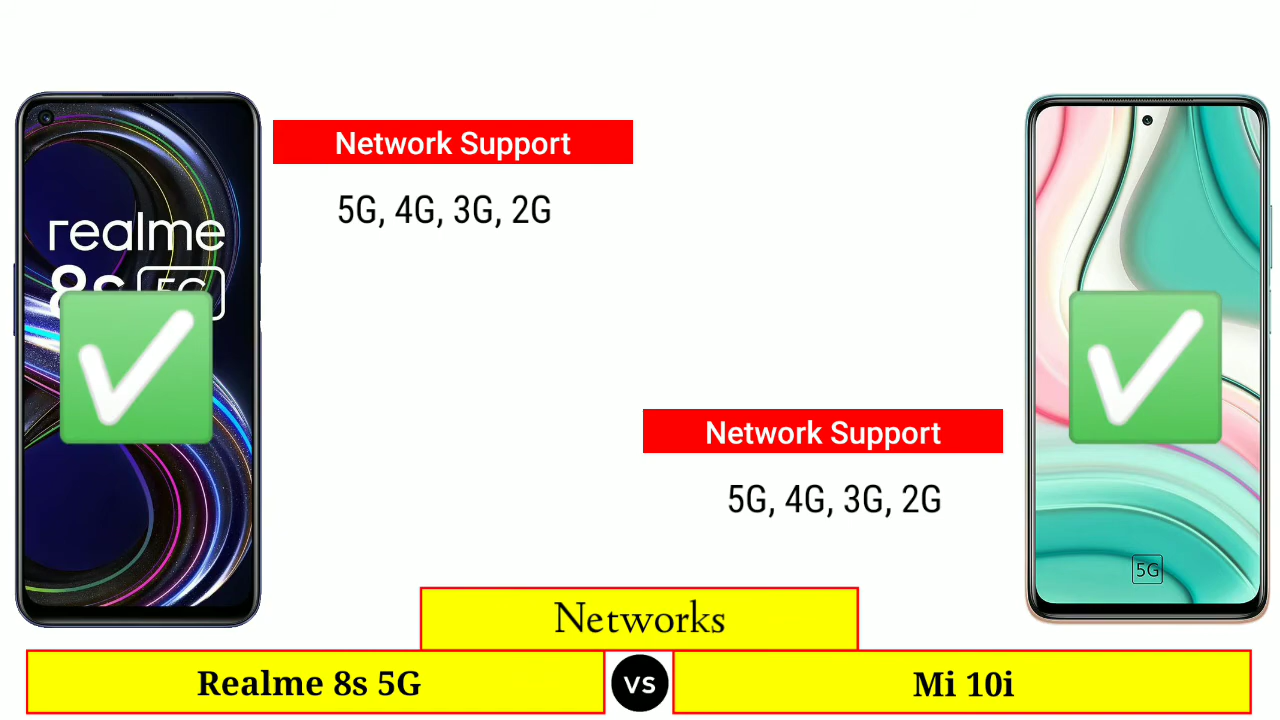 Network Support
5G, 4G, 3G, 2G
realme
8s 5G
Network Support
5G, 4G, 3G, 2G
5G
Networks
Realme 8s 5G
VS
Mi 10i